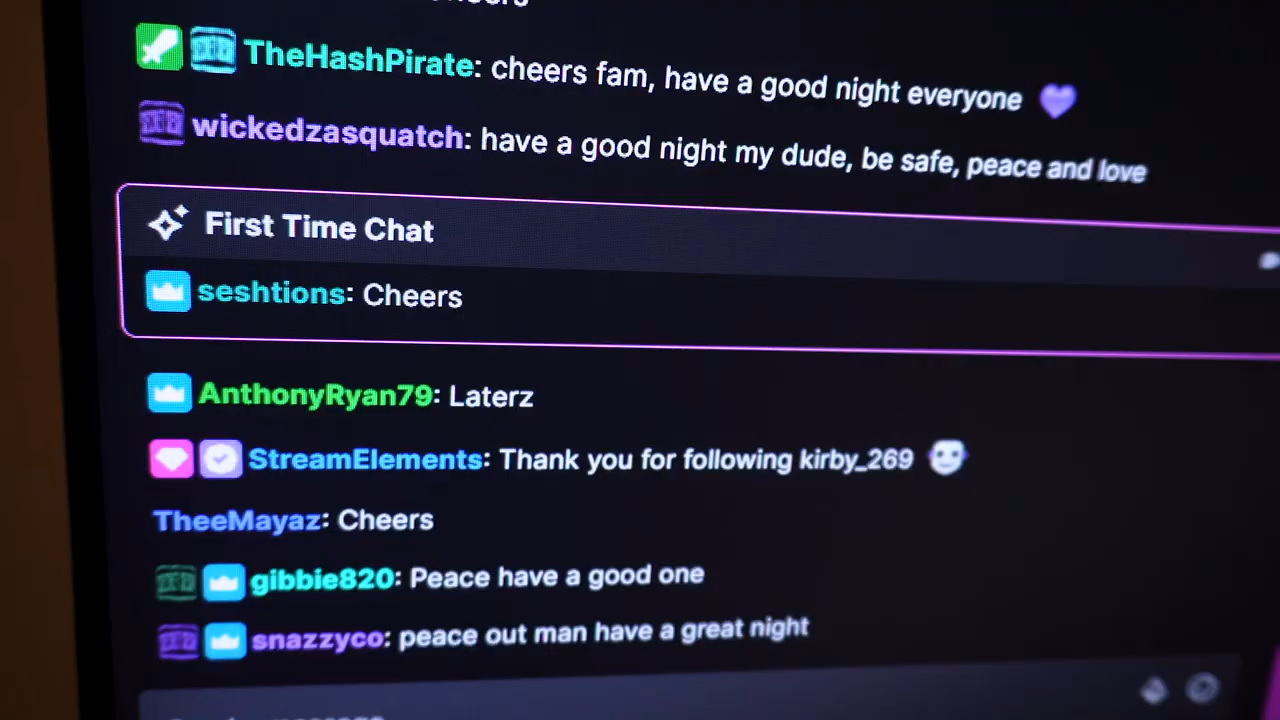 TheHashPirate: cheers fam, have a good night everyone
wickedzasquatch: have a good night my dude, be safe, peace and love
First Time Chat
seshtions: Cheers
AnthonyRyan79: Laterz
StreamElements: Thank you for following kirby_269
TheeMayaz: Cheers
gibbie820: Peace have a good one
snazzyco: peace out man have a great night